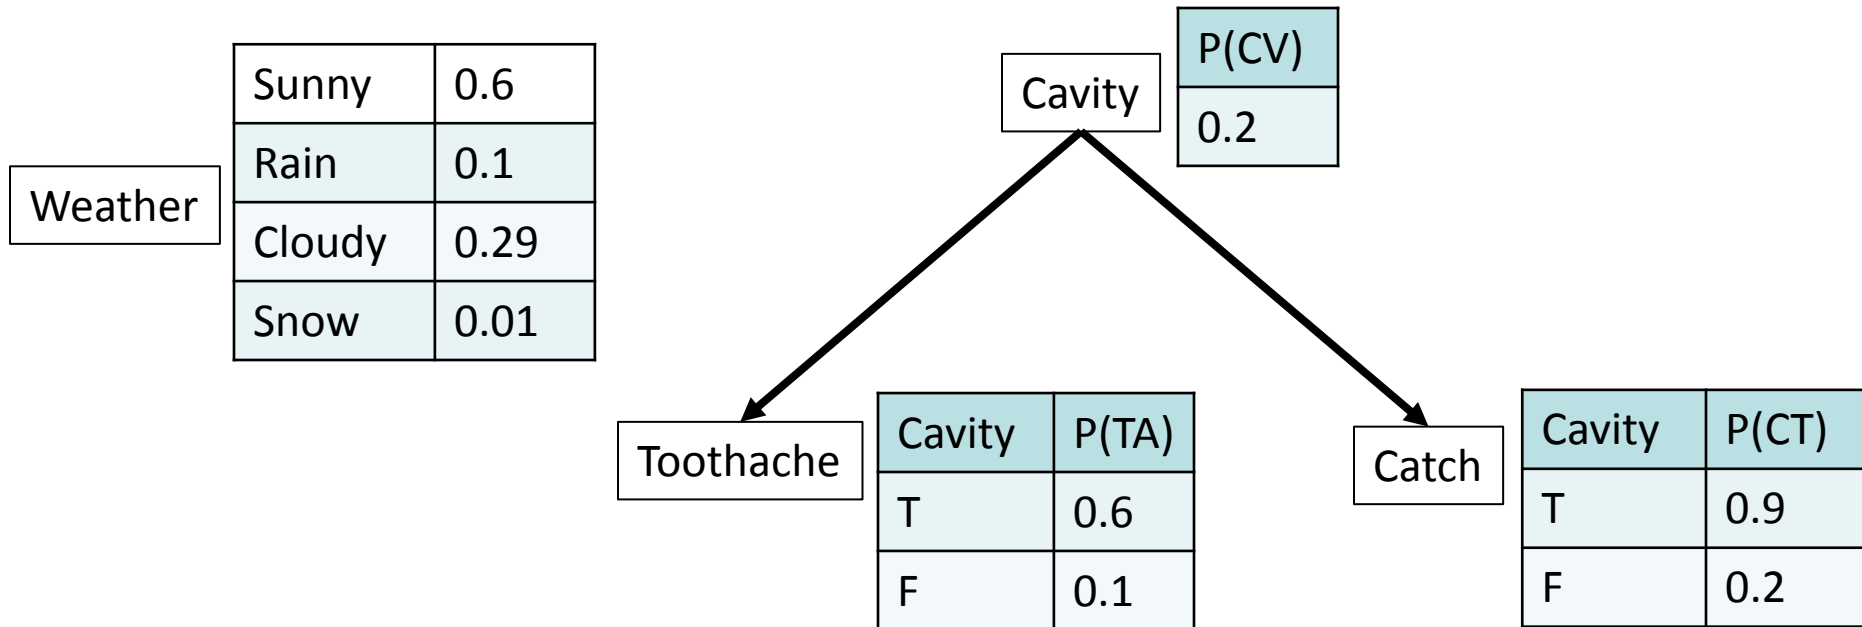 Weather
Sunny 0.6
Rain 0.1
Cloudy 0.29
Snow 0.01
Cavity
P(CV)
0.2
Toothache
Cavity P(TA)
T 0.6
F 0.1
Catch
Cavity P(CT)
T 0.9
F 0.2